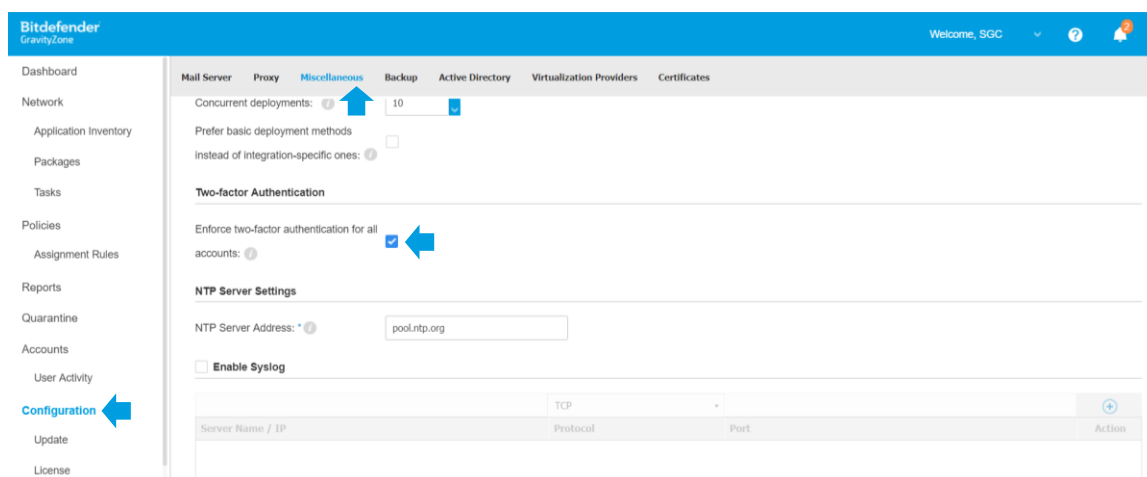 Bitdefender
GravityZone
Welcome, SGC
?
2
Dashboard
Network
Application Inventory
Packages
Tasks
Policies
Assignment Rules
Reports
Quarantine
Accounts
User Activity
Configuration
Update
License
Mail Server Proxy Miscellaneous Backup Active Directory Virtualization Providers Certificates
Concurrent deployments: i 10
Prefer basic deployment methods
instead of integration-specific ones: i
Two-factor Authentication
Enforce two-factor authentication for all
accounts: i
NTP Server Settings
NTP Server Address: * i pool.ntp.org
Enable Syslog
TCP
Server Name / IP Protocol Port Action